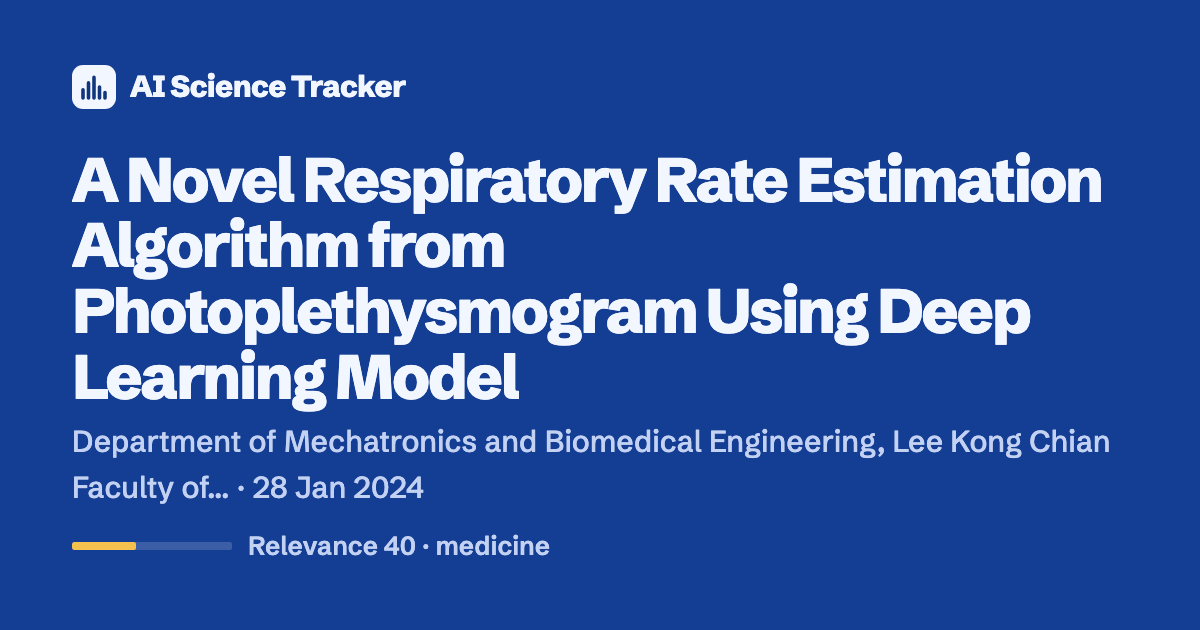 AI Science Tracker
A Novel Respiratory Rate Estimation
Algorithm from
Photoplethysmogram Using Deep
Learning Model
Department of Mechatronics and Biomedical Engineering, Lee Kong Chian
Faculty of... · 28 Jan 2024
Relevance 40 · medicine